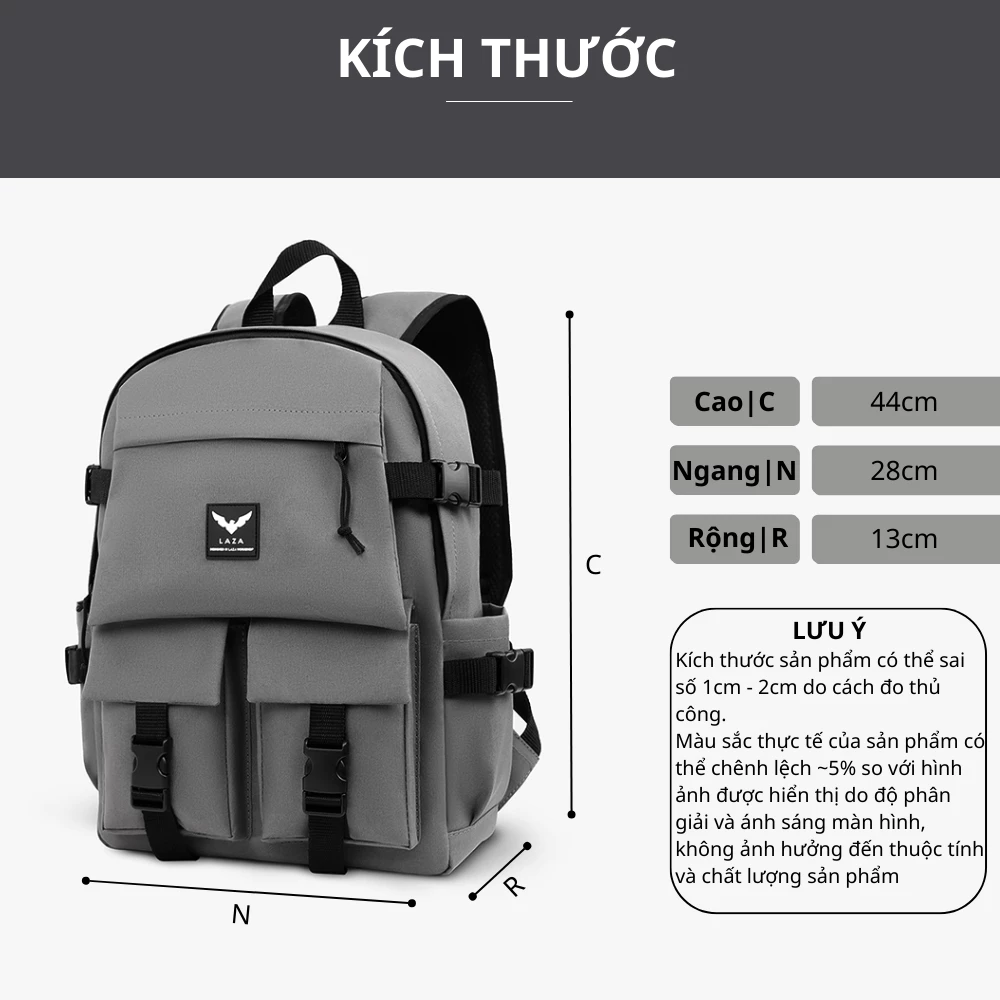 KÍCH THƯỚC
LAZA
Cao|C
44cm
Ngang|N
28cm
Rộng|R
13cm
C
N
R
LƯU Ý
Kích thước sản phẩm có thể sai
số 1cm - 2cm do cách đo thủ
công.
Màu sắc thực tế của sản phẩm có
thể chênh lệch ~5% so với hình
ảnh được hiển thị do độ phân
giải và ánh sáng màn hình,
không ảnh hưởng đến thuộc tính
và chất lượng sản phẩm